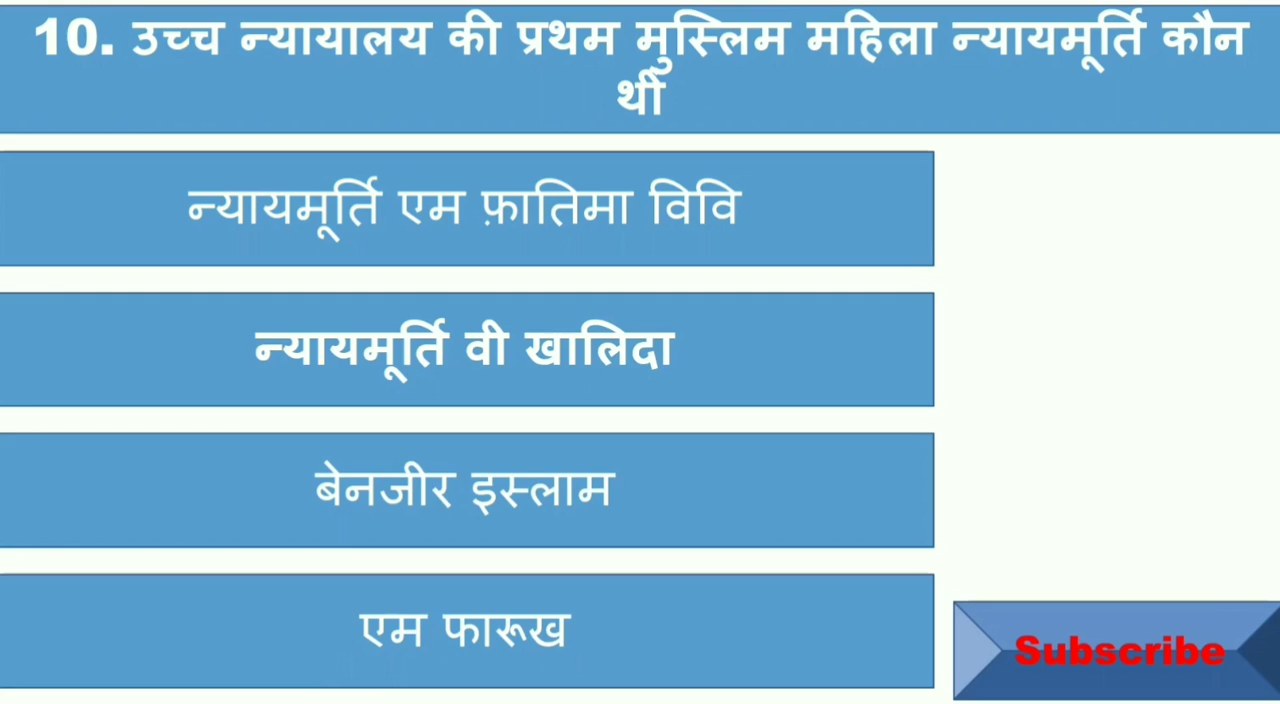 10. उच्च न्यायालय की प्रथम मुस्लिम महिला न्यायमूर्ति कौन
थीं
न्यायमूर्ति एम फ़ातिमा विवि
न्यायमूर्ति वी खालिदा
बेनजीर इस्लाम
एम फारूख
Subscribe